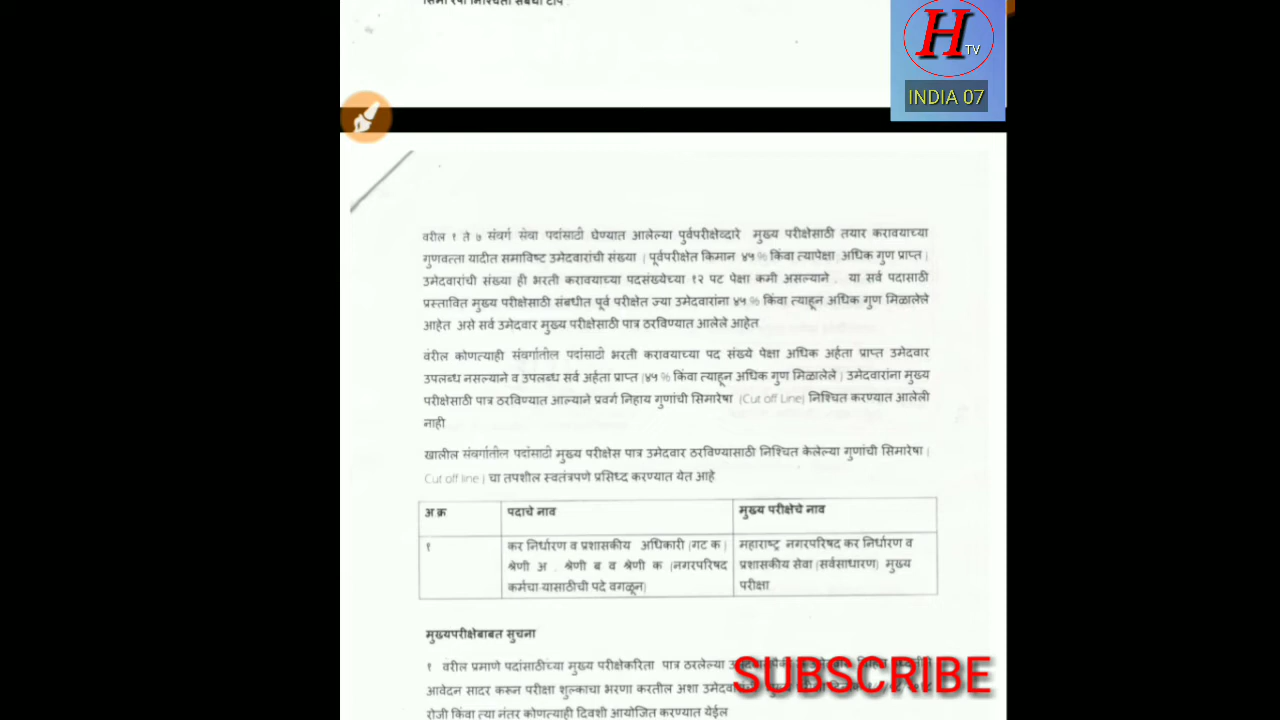 सिमारेषा निश्चिती संबंधी टीप :
H
TV
INDIA 07
वरील १ ते ७ संवर्ग सेवा पदांसाठी घेण्यात आलेल्या पुर्वपरीक्षेव्दारे मुख्य परीक्षेसाठी तयार करावयाच्या
गुणवत्ता यादीत समाविष्ट उमेदवारांची संख्या ( पूर्वपरीक्षेत किमान ४५% किंवा त्यापेक्षा अधिक गुण प्राप्त )
उमेदवारांची संख्या ही भरती करावयाच्या पदसंख्येच्या १२ पट पेक्षा कमी असल्याने . या सर्व पदासाठी
प्रस्तावित मुख्य परीक्षेसाठी संबधीत पूर्व परीक्षेत ज्या उमेदवारांना ४५% किंवा त्याहून अधिक गुण मिळालेले
आहेत असे सर्व उमेदवार मुख्य परीक्षेसाठी पात्र ठरविण्यात आलेले आहेत
वरील कोणत्याही संवर्गातील पदांसाठी भरती करावयाच्या पद संख्ये पेक्षा अधिक अर्हता प्राप्त उमेदवार
उपलब्ध नसल्याने व उपलब्ध सर्व अर्हता प्राप्त (४५% किंवा त्याहून अधिक गुण मिळालेले ) उमेदवारांना मुख्य
परीक्षेसाठी पात्र ठरविण्यात आल्याने प्रवर्ग निहाय गुणांची सिमारेषा (Cut off Line) निश्चित करण्यात आलेली
नाही
खालील संवर्गातील पदांसाठी मुख्य परीक्षेस पात्र उमेदवार ठरविण्यासाठी निश्चित केलेल्या गुणांची सिमारेषा (
Cut off line ) चा तपशील स्वतंत्रपणे प्रसिध्द करण्यात येत आहे
अ क्र पदाचे नाव मुख्य परीक्षेचे नाव
१ कर निर्धारण व प्रशासकीय अधिकारी (गट क ) महाराष्ट्र नगरपरिषद कर निर्धारण व
श्रेणी अ . श्रेणी ब व श्रेणी क (नगरपरिषद प्रशासकीय सेवा (सर्वसाधारण) मुख्य
कर्मचा-यासाठीची पदे वगळून) परीक्षा
मुख्यपरीक्षेबाबत सुचना
१ वरील प्रमाणे पदांसाठींच्या मुख्य परीक्षेकरिता पात्र ठरलेल्या
आवेदन सादर करून परीक्षा शुल्काचा भरणा करतील अशा
रोजी किंवा त्या नंतर कोणत्याही दिवशी आयोजित करण्यात येईल
SUBSCRIBE